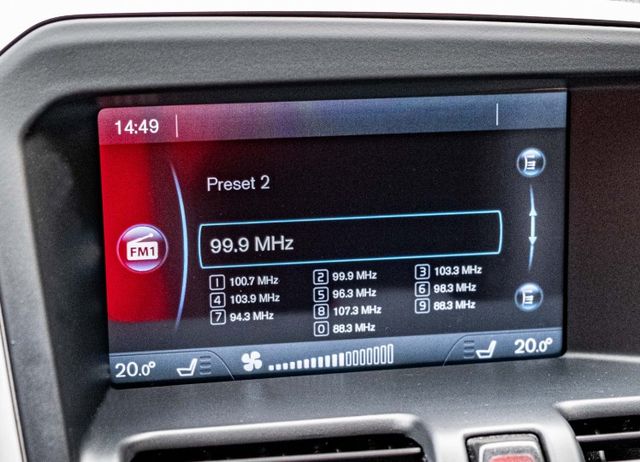 14:49
Preset 2
FM1
99.9 MHz
1 100.7 MHz 2 99.9 MHz 3 103.3 MHz
4 103.9 MHz 5 96.3 MHz 6 98.3 MHz
7 94.3 MHz 8 107.3 MHz 9 88.3 MHz
0 88.3 MHz
20.0° 20.0°